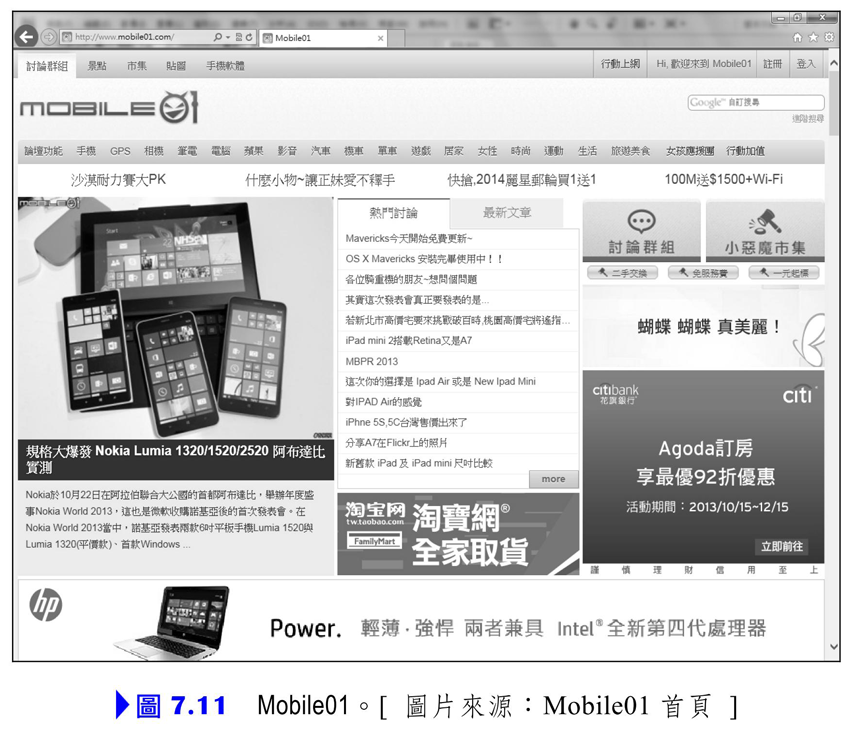 http://www.mobile01.com/
Mobile01
討論群組 景點 市集 貼圖 手機軟體
行動上網 Hi, 歡迎來到 Mobile01 註冊 登入
MOBILE01
Google™ 自訂搜尋
進階搜尋
論壇功能 手機 GPS 相機 筆電 電腦 蘋果 影音 汽車 機車 單車 遊戲 居家 女性 時尚 運動 生活 旅遊美食 女孩應援團 行動加值
沙漠耐力賽大PK 什麼小物~讓正妹愛不釋手 快搶,2014麗星郵輪買1送1 100M送$1500+Wi-Fi
MOBILE01
Start
規格大爆發 Nokia Lumia 1320/1520/2520 阿布達比
實測
Nokia於10月22日在阿拉伯聯合大公國的首都阿布達比，舉辦年度盛
事Nokia World 2013，這也是微軟收購諾基亞後的首次發表會。在
Nokia World 2013當中，諾基亞發表兩款6吋平板手機Lumia 1520與
Lumia 1320(平價款)、首款Windows ...
熱門討論 最新文章
Mavericks今天開始免費更新~
OS X Mavericks 安裝完畢使用中！！
各位騎重機的朋友~想問個問題
其實這次發表會真正要發表的是...
若新北市高價宅要來挑戰破百時,桃園高價宅將遙指...
iPad mini 2搭載Retina又是A7
MBPR 2013
這次你的選擇是 Ipad Air 或是 New Ipad Mini
對IPAD Air的感覺
iPhne 5S,5C台灣售價出來了
分享A7在Flickr上的照片
新舊款 iPad 及 iPad mini 尺吋比較
more
淘宝网
tw.taobao.com
FamilyMart
淘寶網®
全家取貨
討論群組
小惡魔市集
二手交換 免服務費 一元起標
蝴蝶 蝴蝶 真美麗！
citibank
花旗銀行
citi
Agoda訂房
享最優92折優惠
活動期間：2013/10/15~12/15
立即前往
謹 慎 理 財 信 用 至 上
hp
Power. 輕薄·強悍 兩者兼具 Intel®全新第四代處理器
圖 7.11 Mobile01。[ 圖片來源：Mobile01 首頁 ]